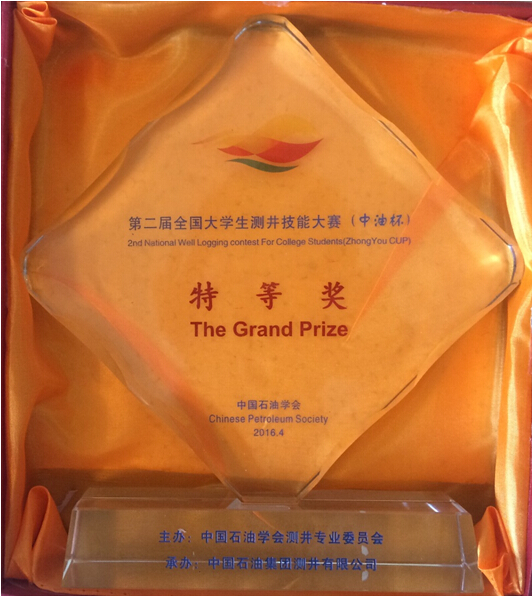 第二届全国大学生测井技能大赛（中油杯）
2nd National Well Logging contest For College Students(ZhongYou CUP)
特等奖
The Grand Prize
中国石油学会
Chinese Petroleum Society
2016.4
主办：中国石油学会测井专业委员会
承办：中国石油集团测井有限公司